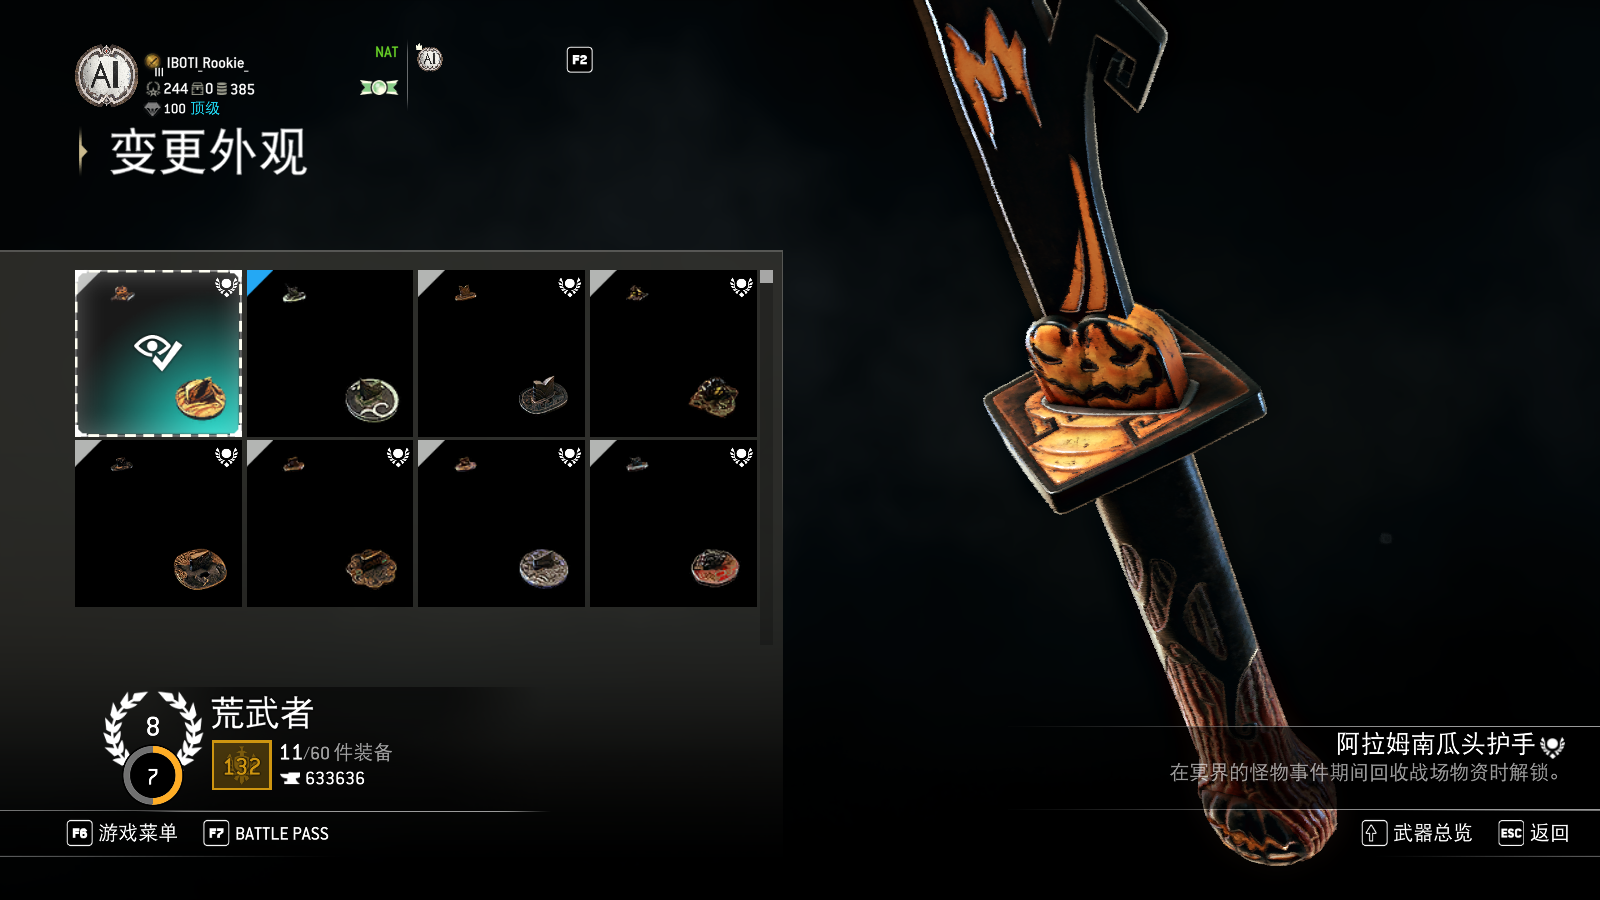 AI
IBOTI_Rookie_
III
244 0 385
100 顶级
NAT
AI
F2
变更外观
8
7
荒武者
132
11/60 件装备
633636
阿拉姆南瓜头护手
在冥界的怪物事件期间回收战场物资时解锁。
F6 游戏菜单
F7 BATTLE PASS
武器总览
ESC 返回